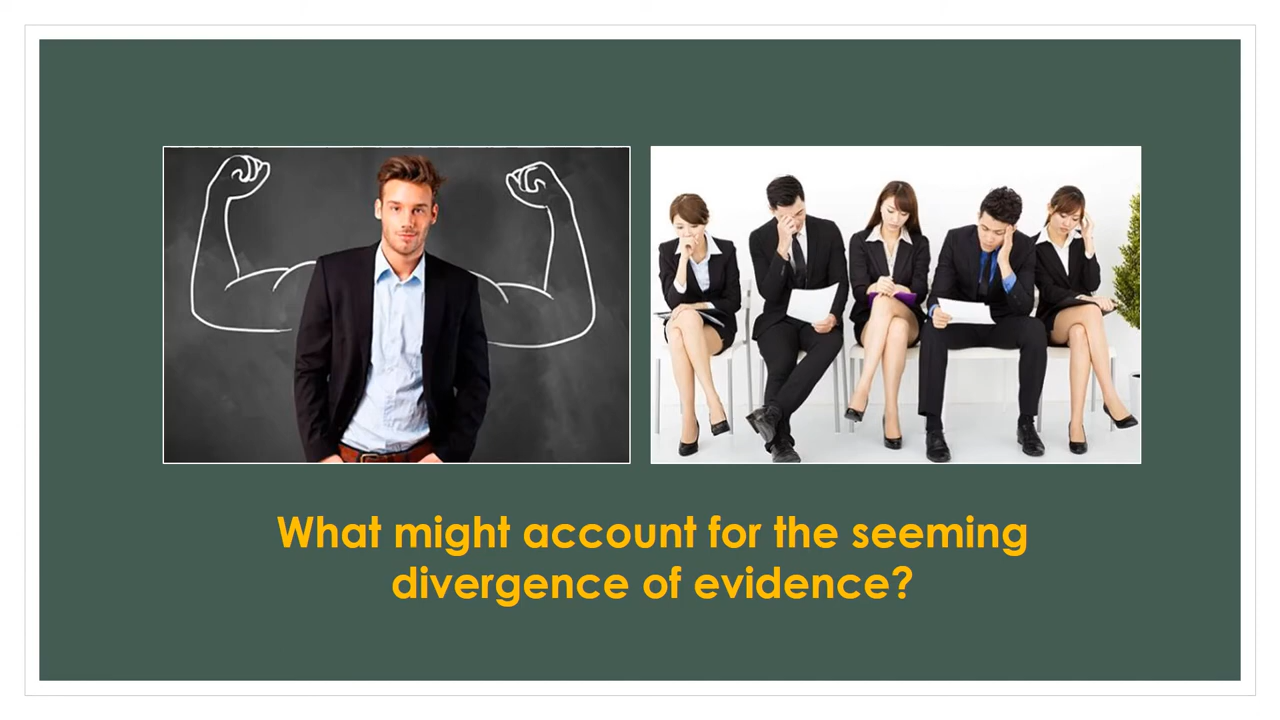 What might account for the seeming
divergence of evidence?